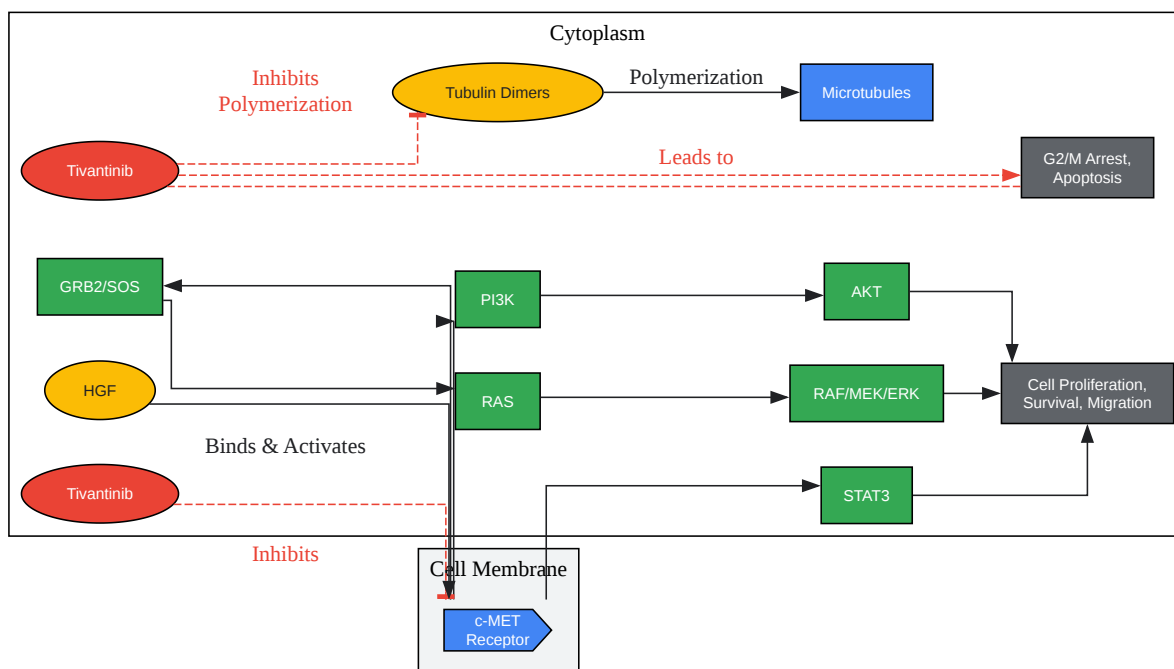 Cytoplasm
Inhibits
Polymerization
Tubulin Dimers
Polymerization
Microtubules
Tivantinib
Leads to
G2/M Arrest,
Apoptosis
GRB2/SOS
PI3K
AKT
HGF
RAS
RAF/MEK/ERK
Cell Proliferation,
Survival, Migration
Binds & Activates
Tivantinib
STAT3
Inhibits
Cell Membrane
c-MET
Receptor